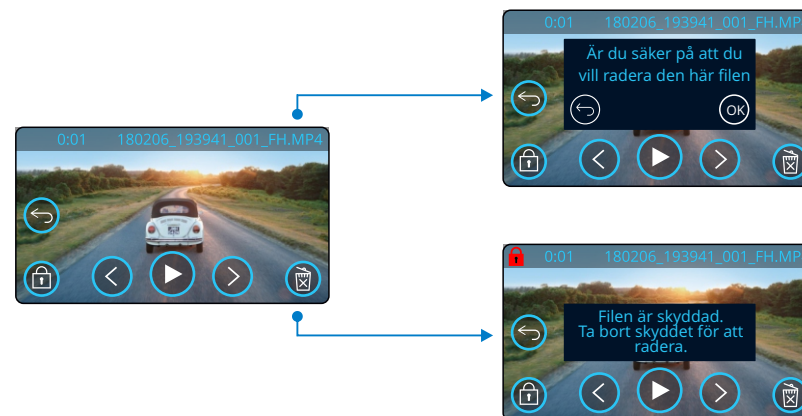 0:01 180206_193941_001_FH.MP4
0:01 180206_193941_001_FH.MP
Är du säker på att du
vill radera den här filen
OK
0:01 180206_193941_001_FH.MP
Filen är skyddad.
Ta bort skyddet för att
radera.